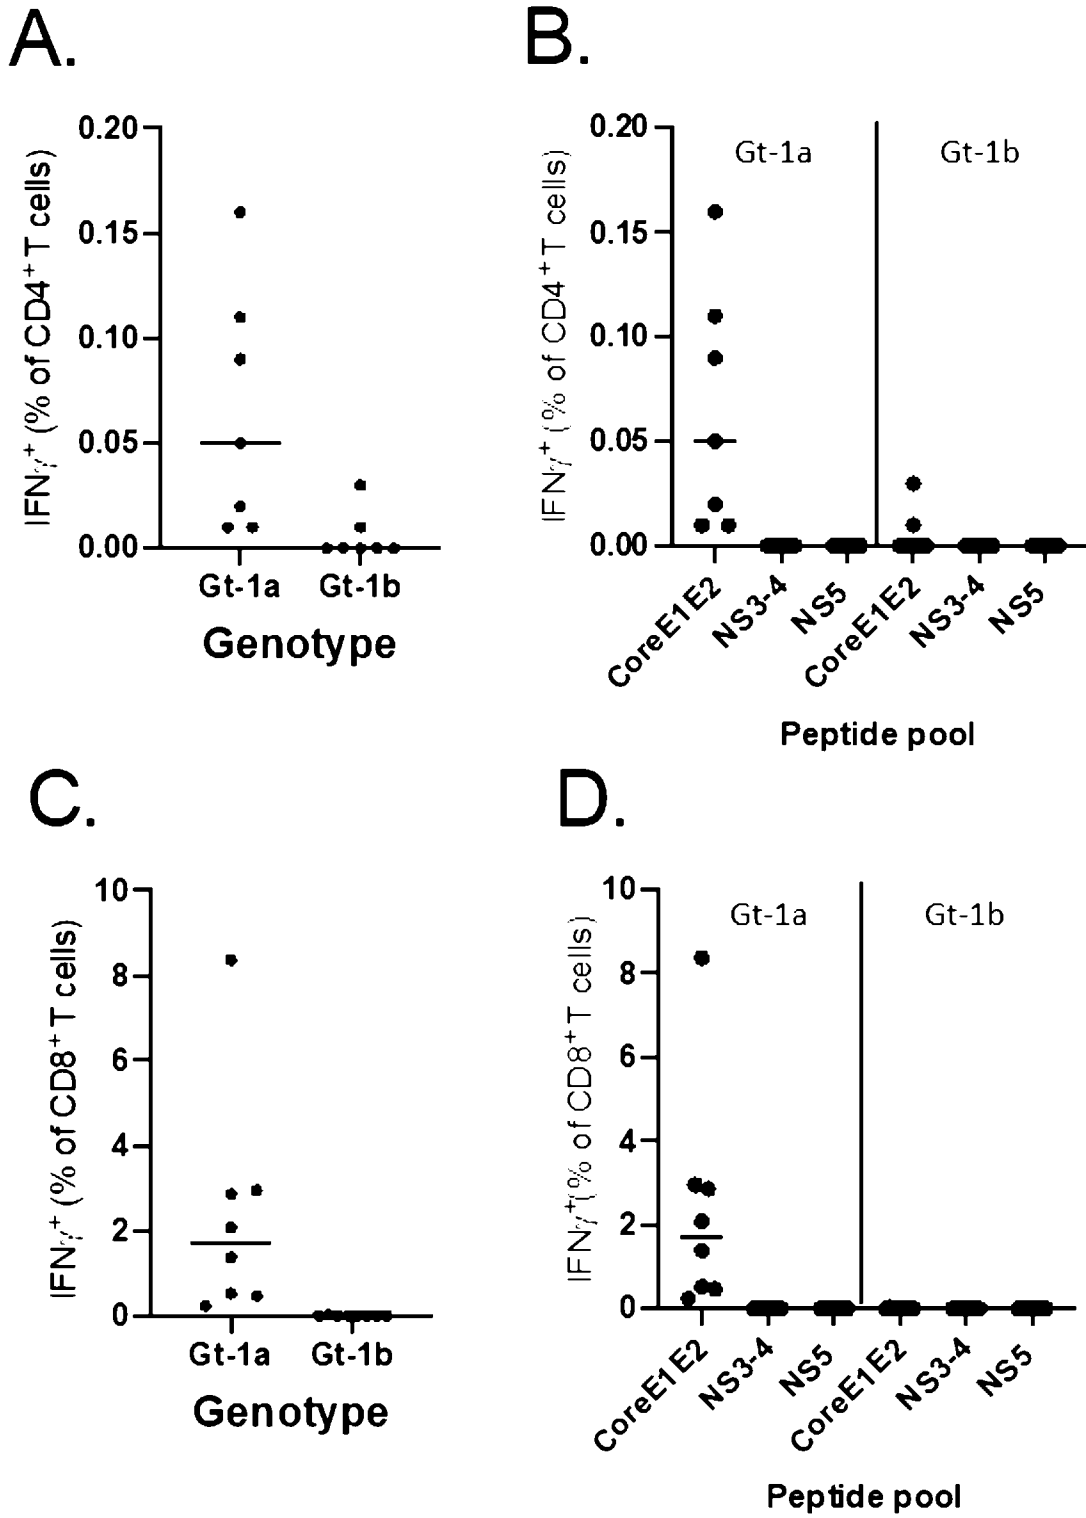 A.
IFNγ⁺ (% of CD4⁺ T cells)
0.20
0.15
0.10
0.05
0.00
Gt-1a Gt-1b
Genotype
B.
IFNγ⁺ (% of CD4⁺ T cells)
0.20
0.15
0.10
0.05
0.00
Gt-1a Gt-1b
CoreE1E2 NS3-4 NS5 CoreE1E2 NS3-4 NS5
Peptide pool
C.
IFNγ⁺ (% of CD8⁺ T cells)
10
8
6
4
2
0
Gt-1a Gt-1b
Genotype
D.
IFNγ⁺(% of CD8⁺ T cells)
10
8
6
4
2
0
Gt-1a Gt-1b
CoreE1E2 NS3-4 NS5 CoreE1E2 NS3-4 NS5
Peptide pool